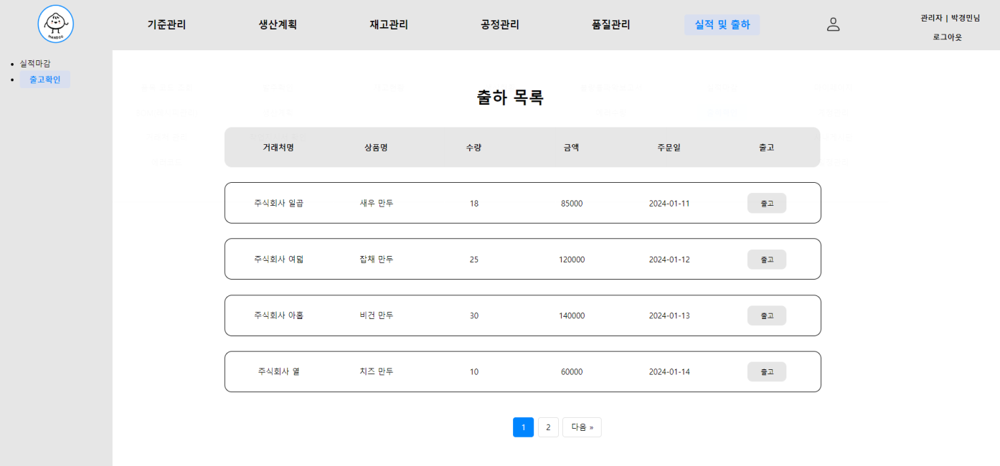 MANDOO
기준관리 생산계획 재고관리 공정관리 품질관리 실적 및 출하
관리자 | 박경민님
로그아웃
실적마감
출고확인
출하 목록
거래처명 상품명 수량 금액 주문일 출고
주식회사 일곱 새우 만두 18 85000 2024-01-11 출고
주식회사 여덟 잡채 만두 25 120000 2024-01-12 출고
주식회사 아홉 비건 만두 30 140000 2024-01-13 출고
주식회사 열 치즈 만두 10 60000 2024-01-14 출고
1 2 다음 »